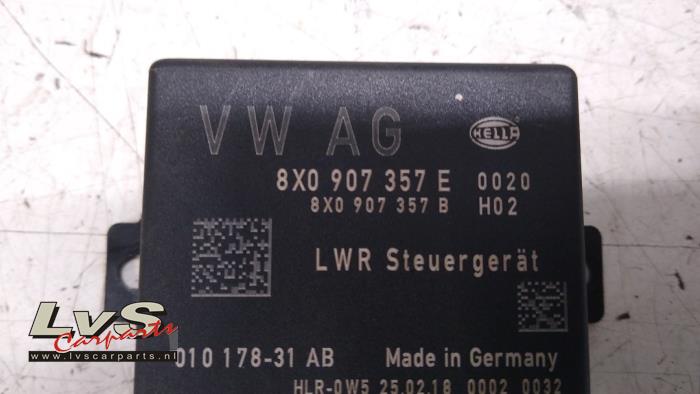 VW AG
HELLA
8X0 907 357 E 0020
8X0 907 357 B H02
LWR Steuergerät
LvS
Carparts
www.lvscarparts.nl
010 178-31 AB Made in Germany
HLR-0W5 25.02.18 0002 0032